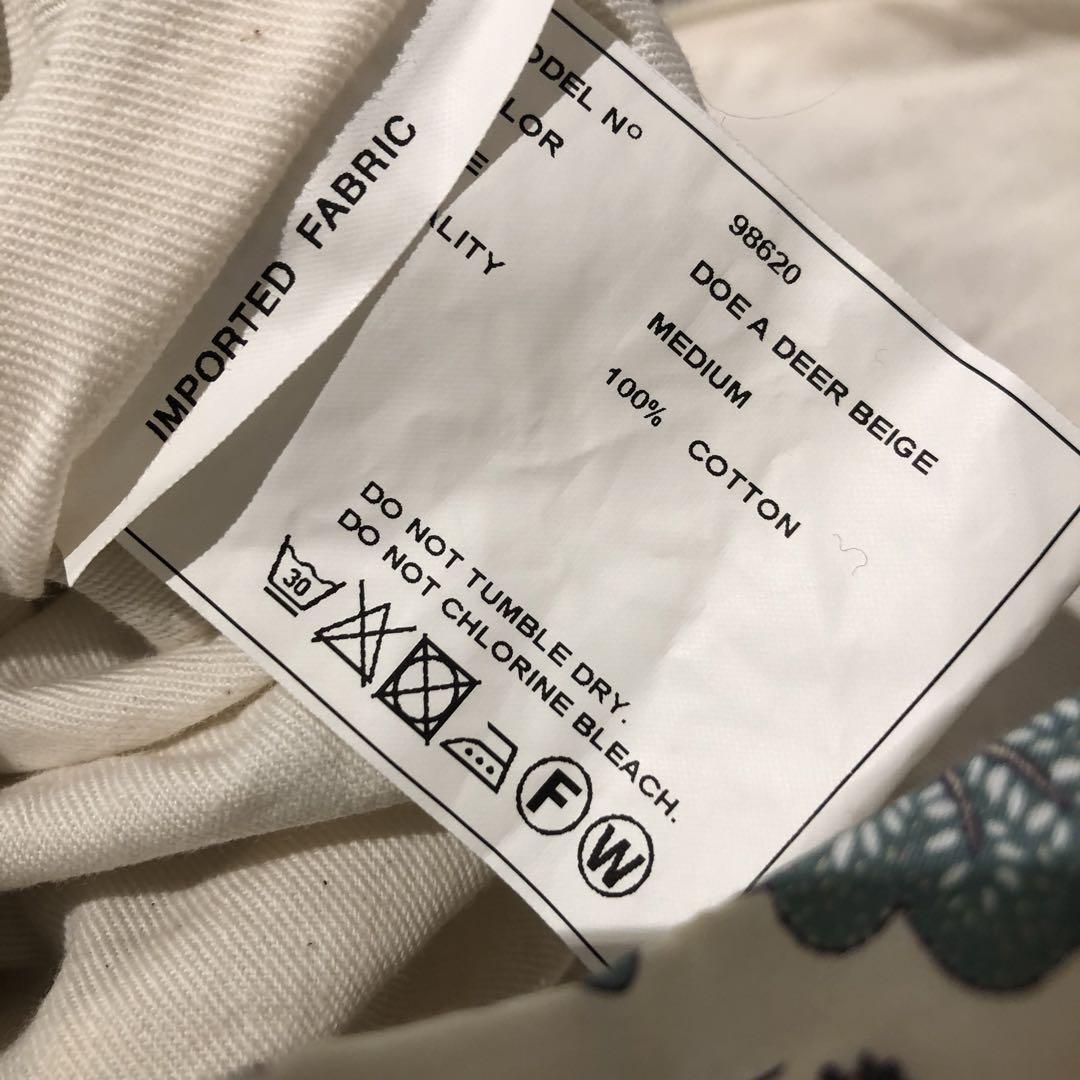 IMPORTED FABRIC
ODEL Nº 98620
LOR DOE A DEER BEIGE
E MEDIUM
ALITY 100% COTTON
DO NOT TUMBLE DRY.
DO NOT CHLORINE BLEACH.
30
F
W